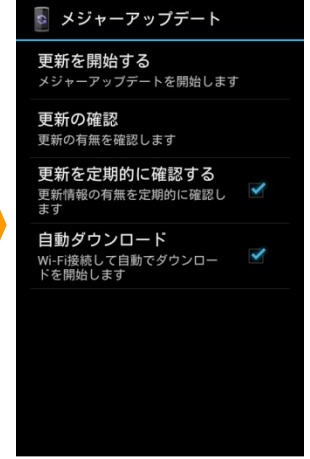 メジャーアップデート
更新を開始する
メジャーアップデートを開始します
更新の確認
更新の有無を確認します
更新を定期的に確認する
更新情報の有無を定期的に確認し
ます
自動ダウンロード
Wi-Fi接続して自動でダウンロー
ドを開始します